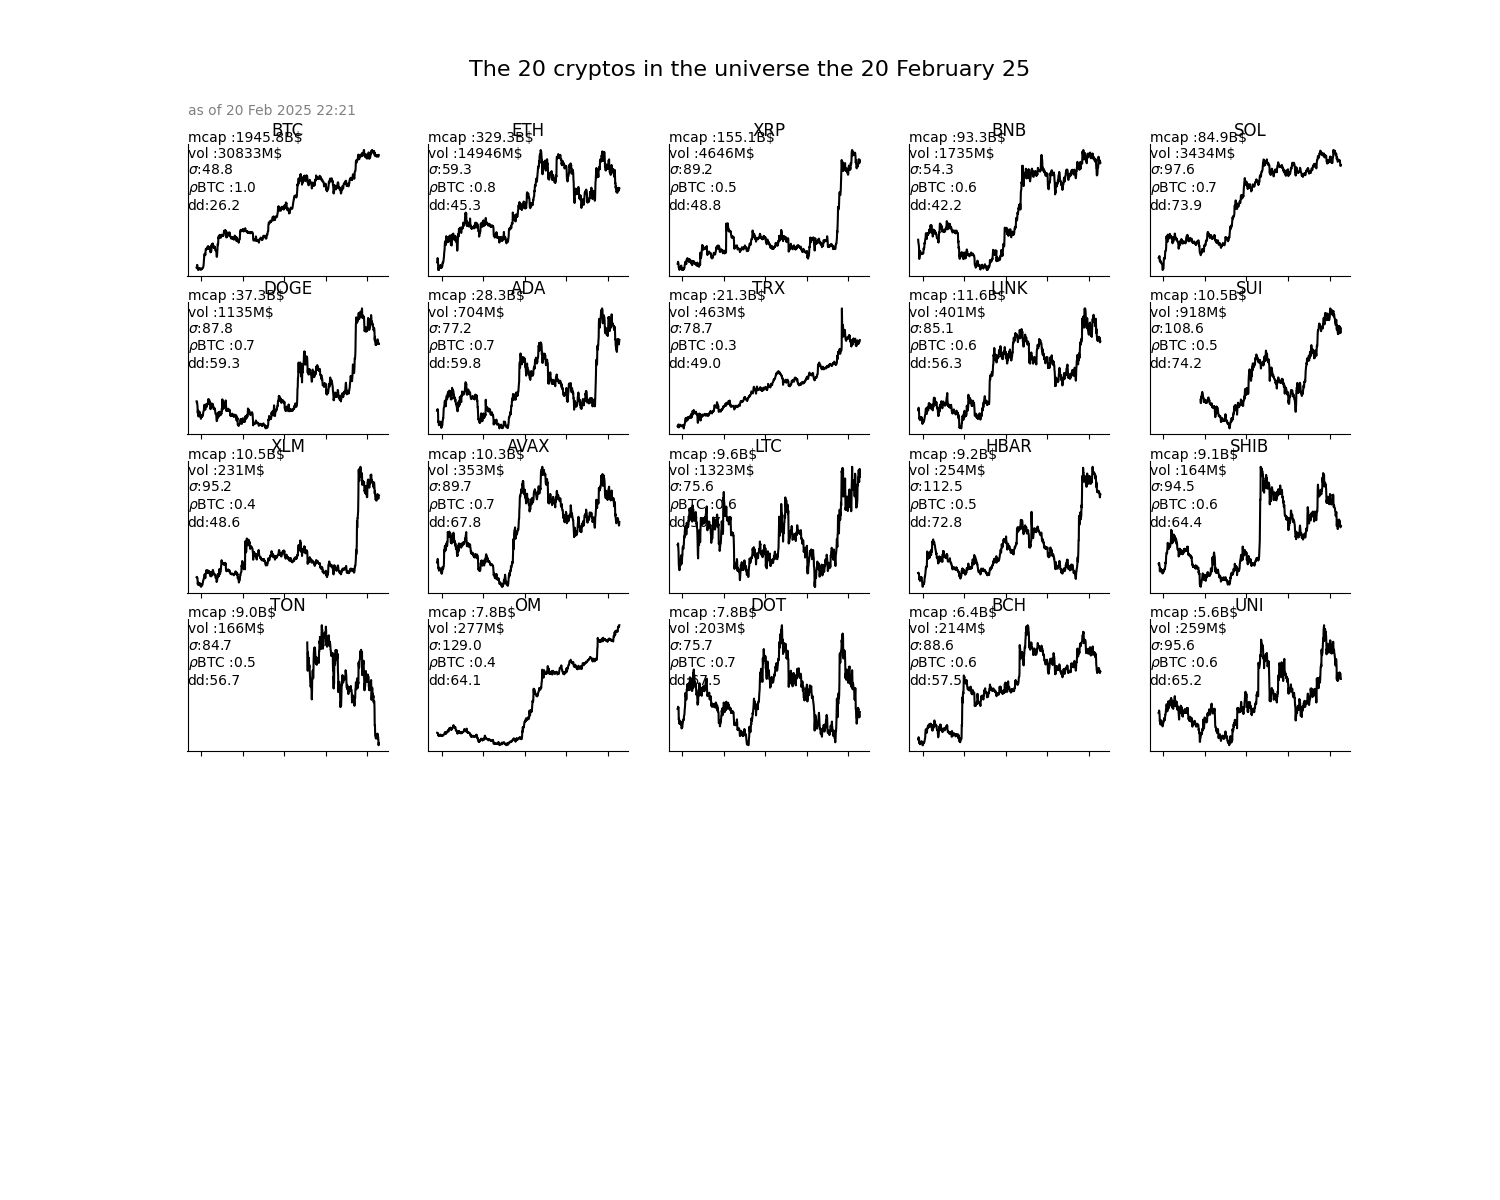 The 20 cryptos in the universe the 20 February 25
as of 20 Feb 2025 22:21
BTC
mcap :1945.8B$
vol :30833M$
σ:48.8
ρBTC :1.0
dd:26.2
ETH
mcap :329.3B$
vol :14946M$
σ:59.3
ρBTC :0.8
dd:45.3
XRP
mcap :155.1B$
vol :4646M$
σ:89.2
ρBTC :0.5
dd:48.8
BNB
mcap :93.3B$
vol :1735M$
σ:54.3
ρBTC :0.6
dd:42.2
SOL
mcap :84.9B$
vol :3434M$
σ:97.6
ρBTC :0.7
dd:73.9
DOGE
mcap :37.3B$
vol :1135M$
σ:87.8
ρBTC :0.7
dd:59.3
ADA
mcap :28.3B$
vol :704M$
σ:77.2
ρBTC :0.7
dd:59.8
TRX
mcap :21.3B$
vol :463M$
σ:78.7
ρBTC :0.3
dd:49.0
LINK
mcap :11.6B$
vol :401M$
σ:85.1
ρBTC :0.6
dd:56.3
SUI
mcap :10.5B$
vol :918M$
σ:108.6
ρBTC :0.5
dd:74.2
XLM
mcap :10.5B$
vol :231M$
σ:95.2
ρBTC :0.4
dd:48.6
AVAX
mcap :10.3B$
vol :353M$
σ:89.7
ρBTC :0.7
dd:67.8
LTC
mcap :9.6B$
vol :1323M$
σ:75.6
ρBTC :0.6
HBAR
mcap :9.2B$
vol :254M$
σ:112.5
ρBTC :0.5
dd:72.8
SHIB
mcap :9.1B$
vol :164M$
σ:94.5
ρBTC :0.6
dd:64.4
TON
mcap :9.0B$
vol :166M$
σ:84.7
ρBTC :0.5
dd:56.7
OM
mcap :7.8B$
vol :277M$
σ:129.0
ρBTC :0.4
dd:64.1
DOT
mcap :7.8B$
vol :203M$
σ:75.7
ρBTC :0.7
BCH
mcap :6.4B$
vol :214M$
σ:88.6
ρBTC :0.6
dd:57.5
UNI
mcap :5.6B$
vol :259M$
σ:95.6
ρBTC :0.6
dd:65.2